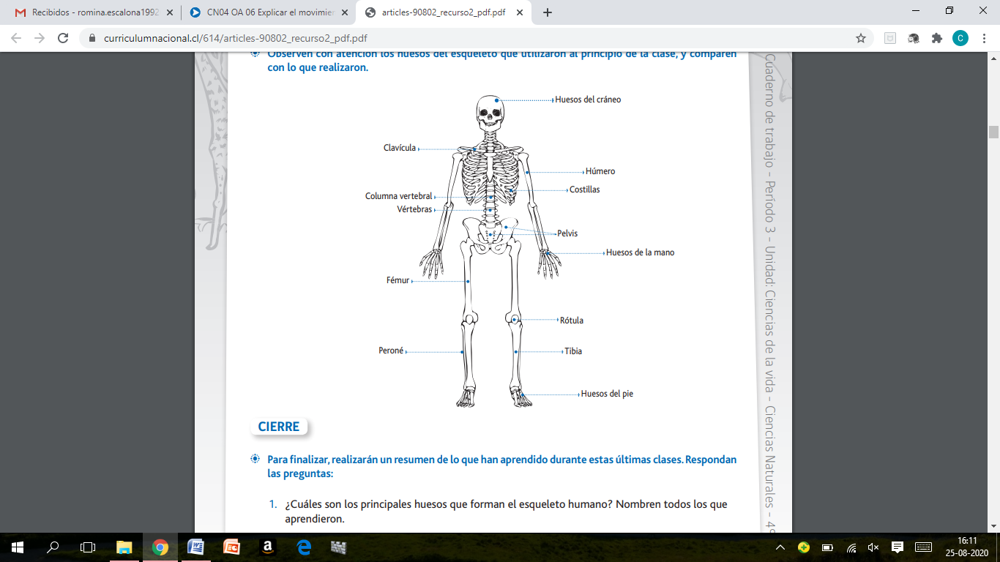 Recibidos - romina.escalona1992
CN04 OA 06 Explicar el movimier
articles-90802_recurso2_pdf.pdf
curriculumnacional.cl/614/articles-90802_recurso2_pdf.pdf
C
Observen con atención los huesos del esqueleto que utilizaron al principio de la clase, y comparen
con lo que realizaron.
Huesos del cráneo
Clavícula
Húmero
Costillas
Columna vertebral
Vértebras
Pelvis
Huesos de la mano
Fémur
Rótula
Peroné
Tibia
Huesos del pie
CIERRE
Para finalizar, realizarán un resumen de lo que han aprendido durante estas últimas clases. Respondan
las preguntas:
1. ¿Cuáles son los principales huesos que forman el esqueleto humano? Nombren todos los que
aprendieron.
Cuaderno de trabajo - Período 3 - Unidad: Ciencias de la vida - Ciencias Naturales - 4º
16:11
25-08-2020